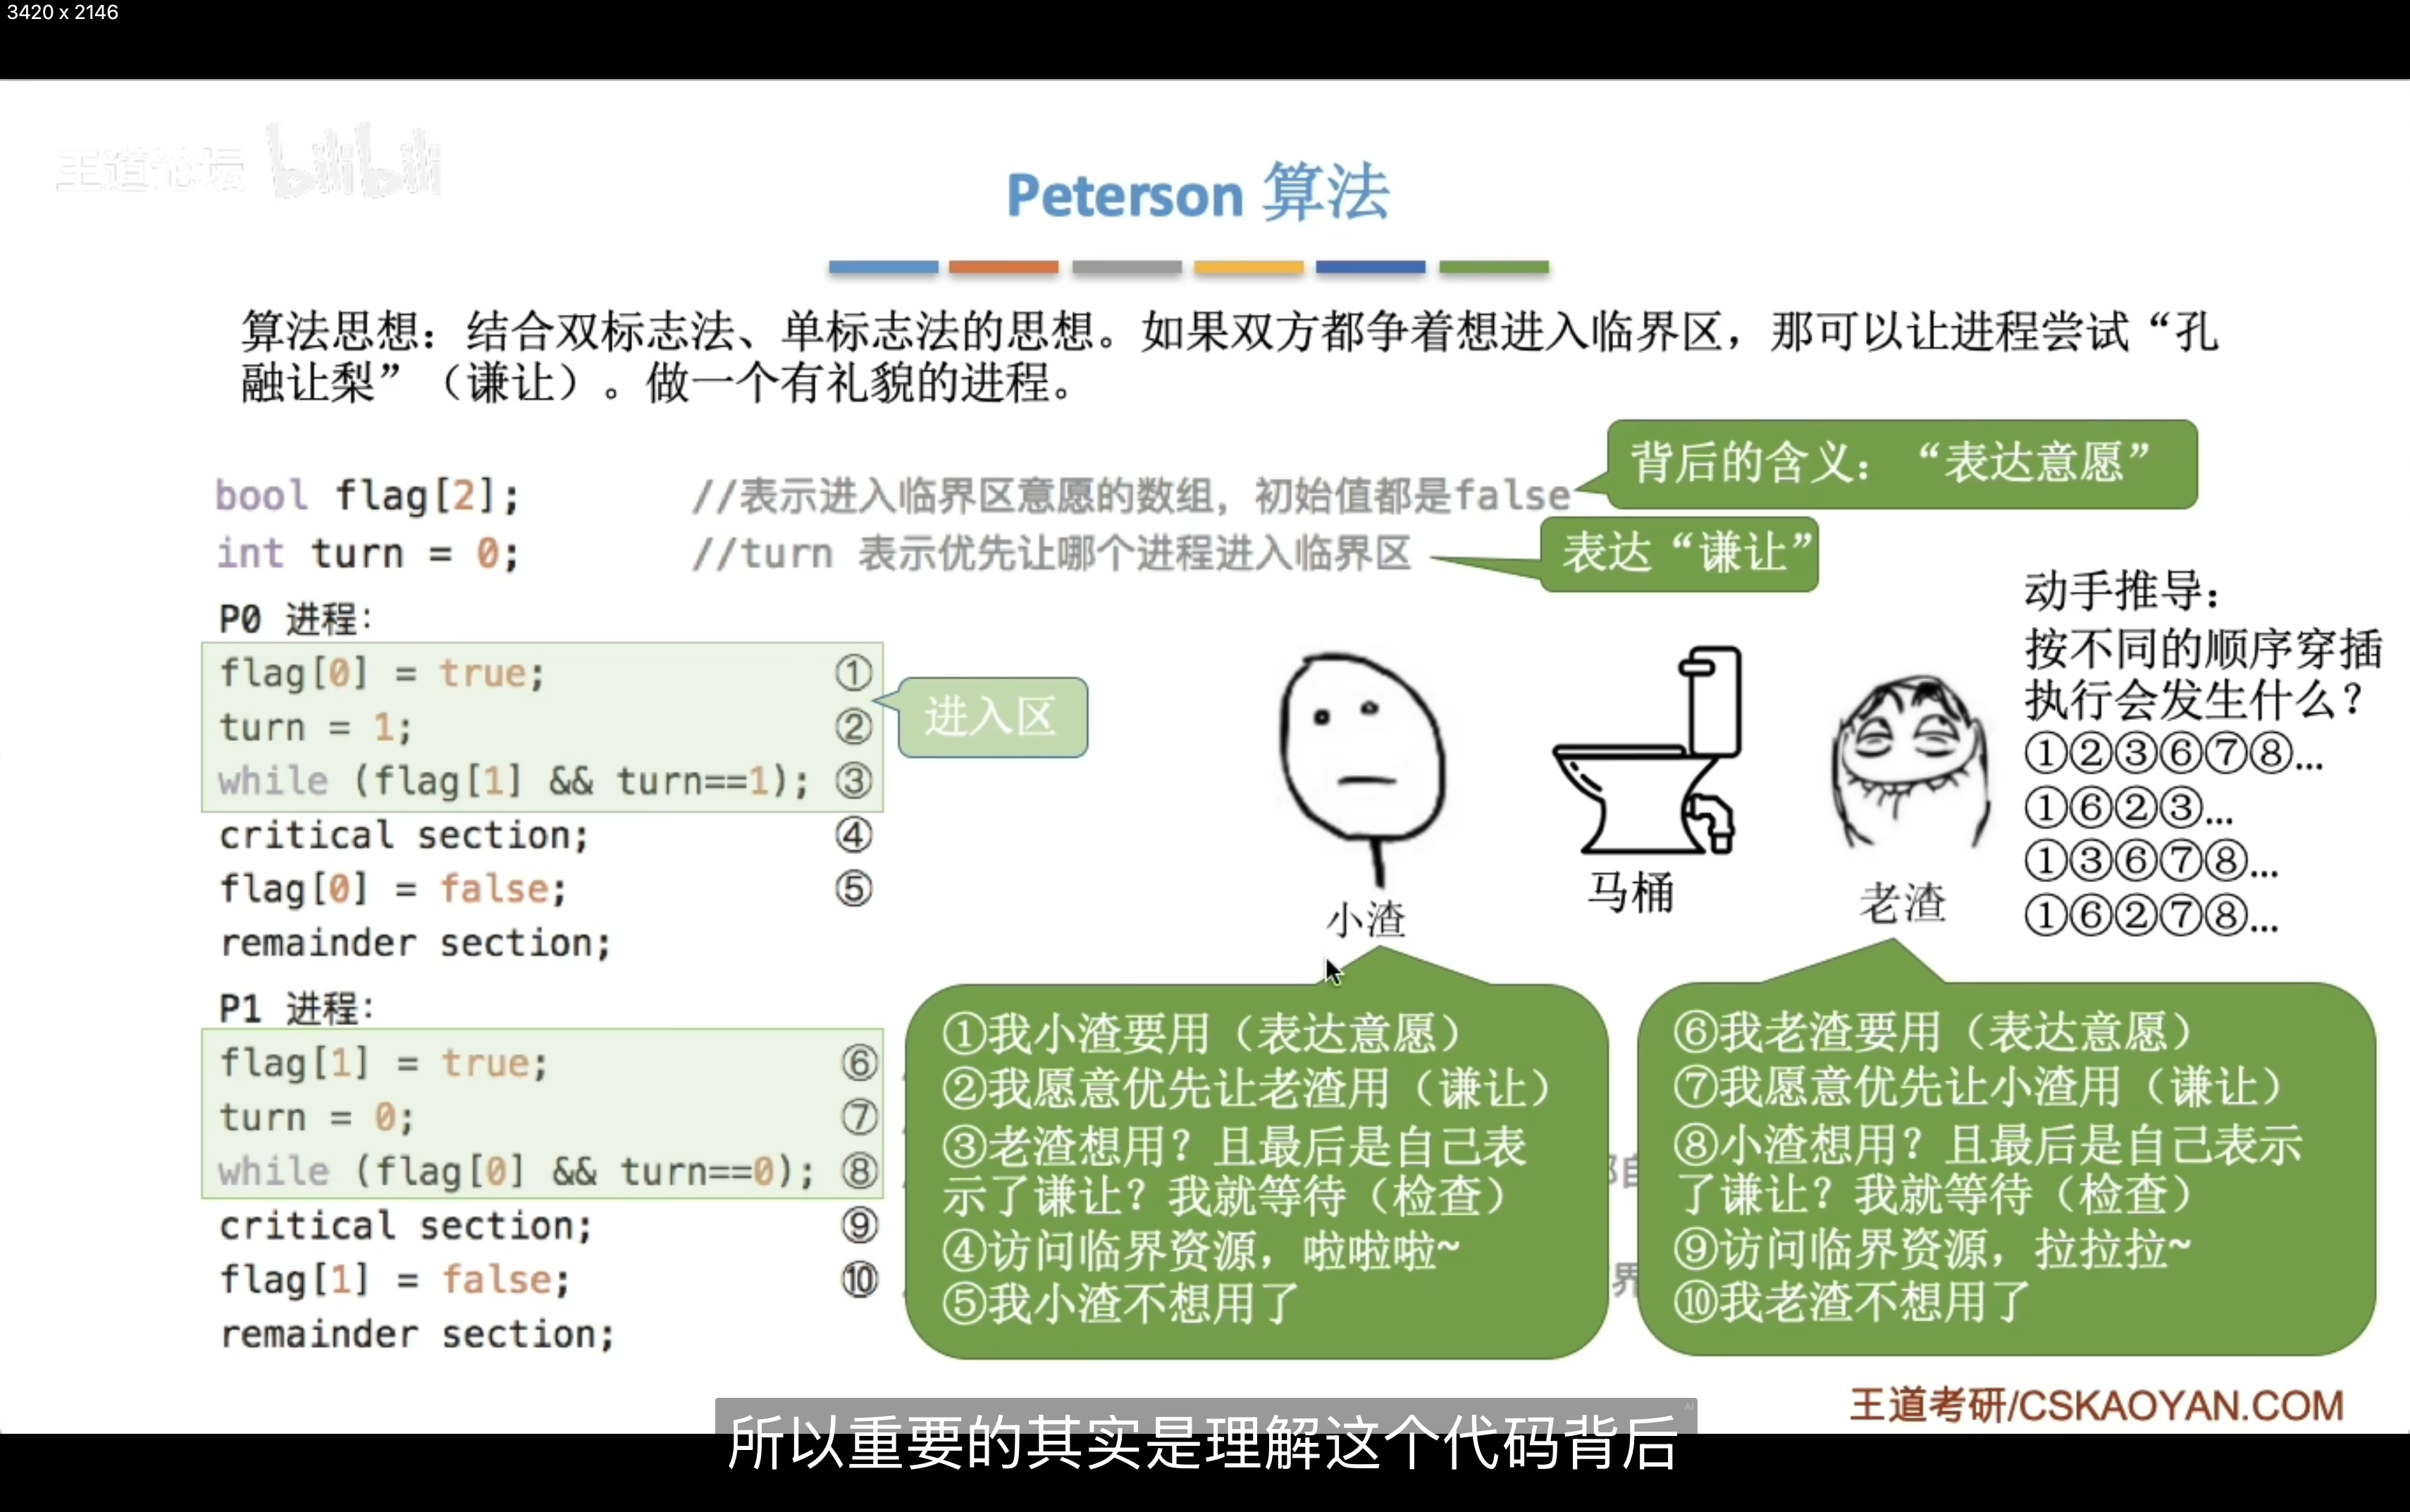 3420 x 2146
王道论坛 bilibili
Peterson 算法
算法思想：结合双标志法、单标志法的思想。如果双方都争着想进入临界区，那可以让进程尝试“孔
融让梨”（谦让）。做一个有礼貌的进程。
背后的含义：“表达意愿”
bool flag[2]; //表示进入临界区意愿的数组，初始值都是false
int turn = 0; //turn 表示优先让哪个进程进入临界区
表达“谦让”
P0 进程：
flag[0] = true; ①
turn = 1; ②
while (flag[1] && turn==1); ③
critical section; ④
flag[0] = false; ⑤
remainder section;
进入区
P1 进程：
flag[1] = true; ⑥
turn = 0; ⑦
while (flag[0] && turn==0); ⑧
critical section; ⑨
flag[1] = false; ⑩
remainder section;
小渣
马桶
老渣
动手推导：
按不同的顺序穿插
执行会发生什么？
①②③⑥⑦⑧...
①⑥②③...
①③⑥⑦⑧...
①⑥②⑦⑧...
①我小渣要用（表达意愿）
②我愿意优先让老渣用（谦让）
③老渣想用？且最后是自己表
示了谦让？我就等待（检查）
④访问临界资源，啦啦啦~
⑤我小渣不想用了
⑥我老渣要用（表达意愿）
⑦我愿意优先让小渣用（谦让）
⑧小渣想用？且最后是自己表示
了谦让？我就等待（检查）
⑨访问临界资源，拉拉拉~
⑩我老渣不想用了
王道考研/CSKAOYAN.COM
AI
所以重要的其实是理解这个代码背后